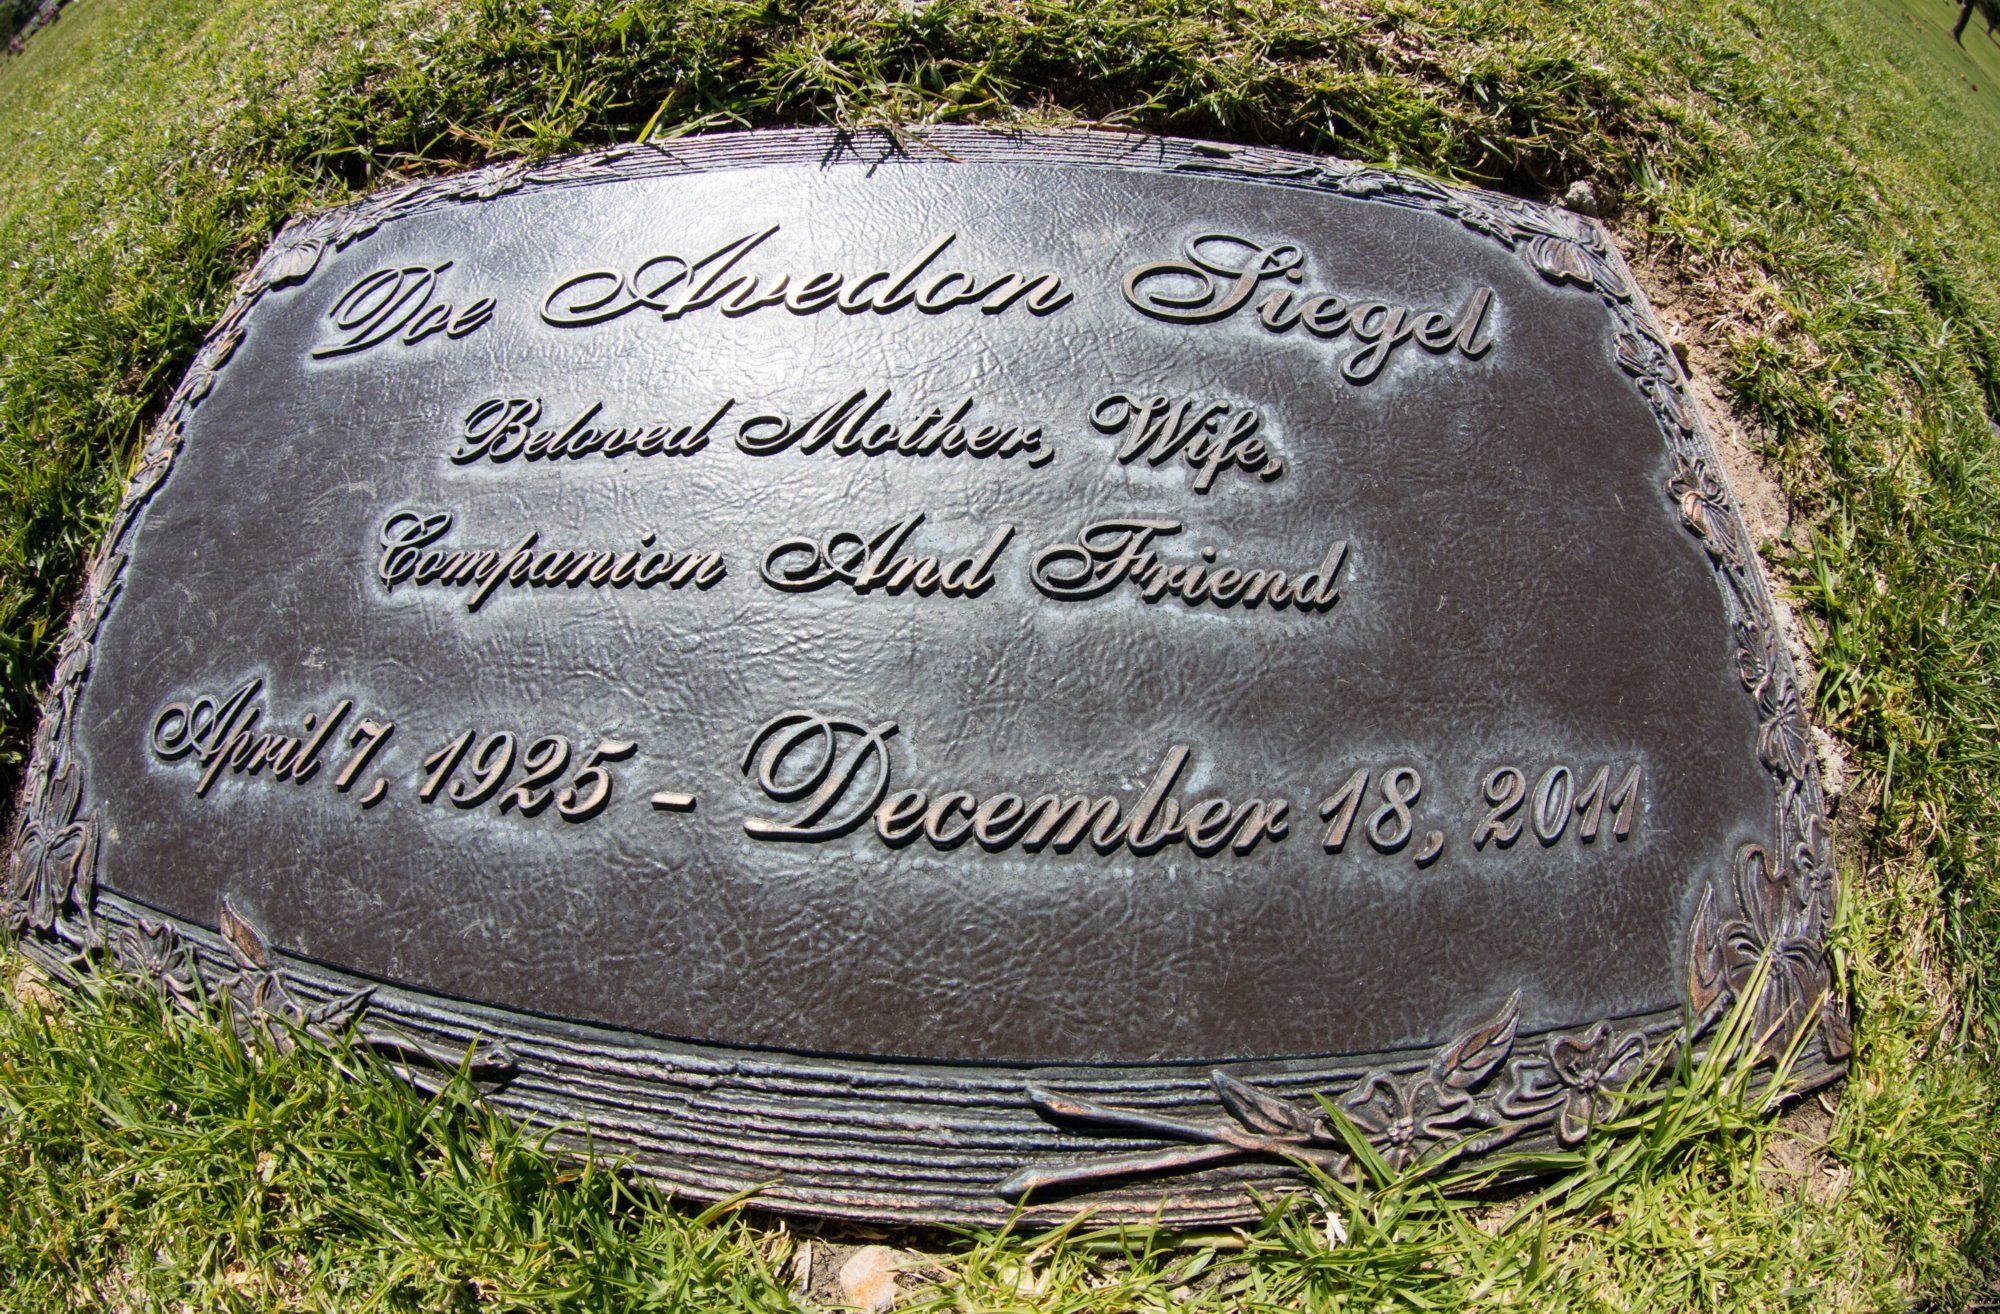 Doe Avedon Siegel
Beloved Mother, Wife,
Companion And Friend
April 7, 1925 - December 18, 2011